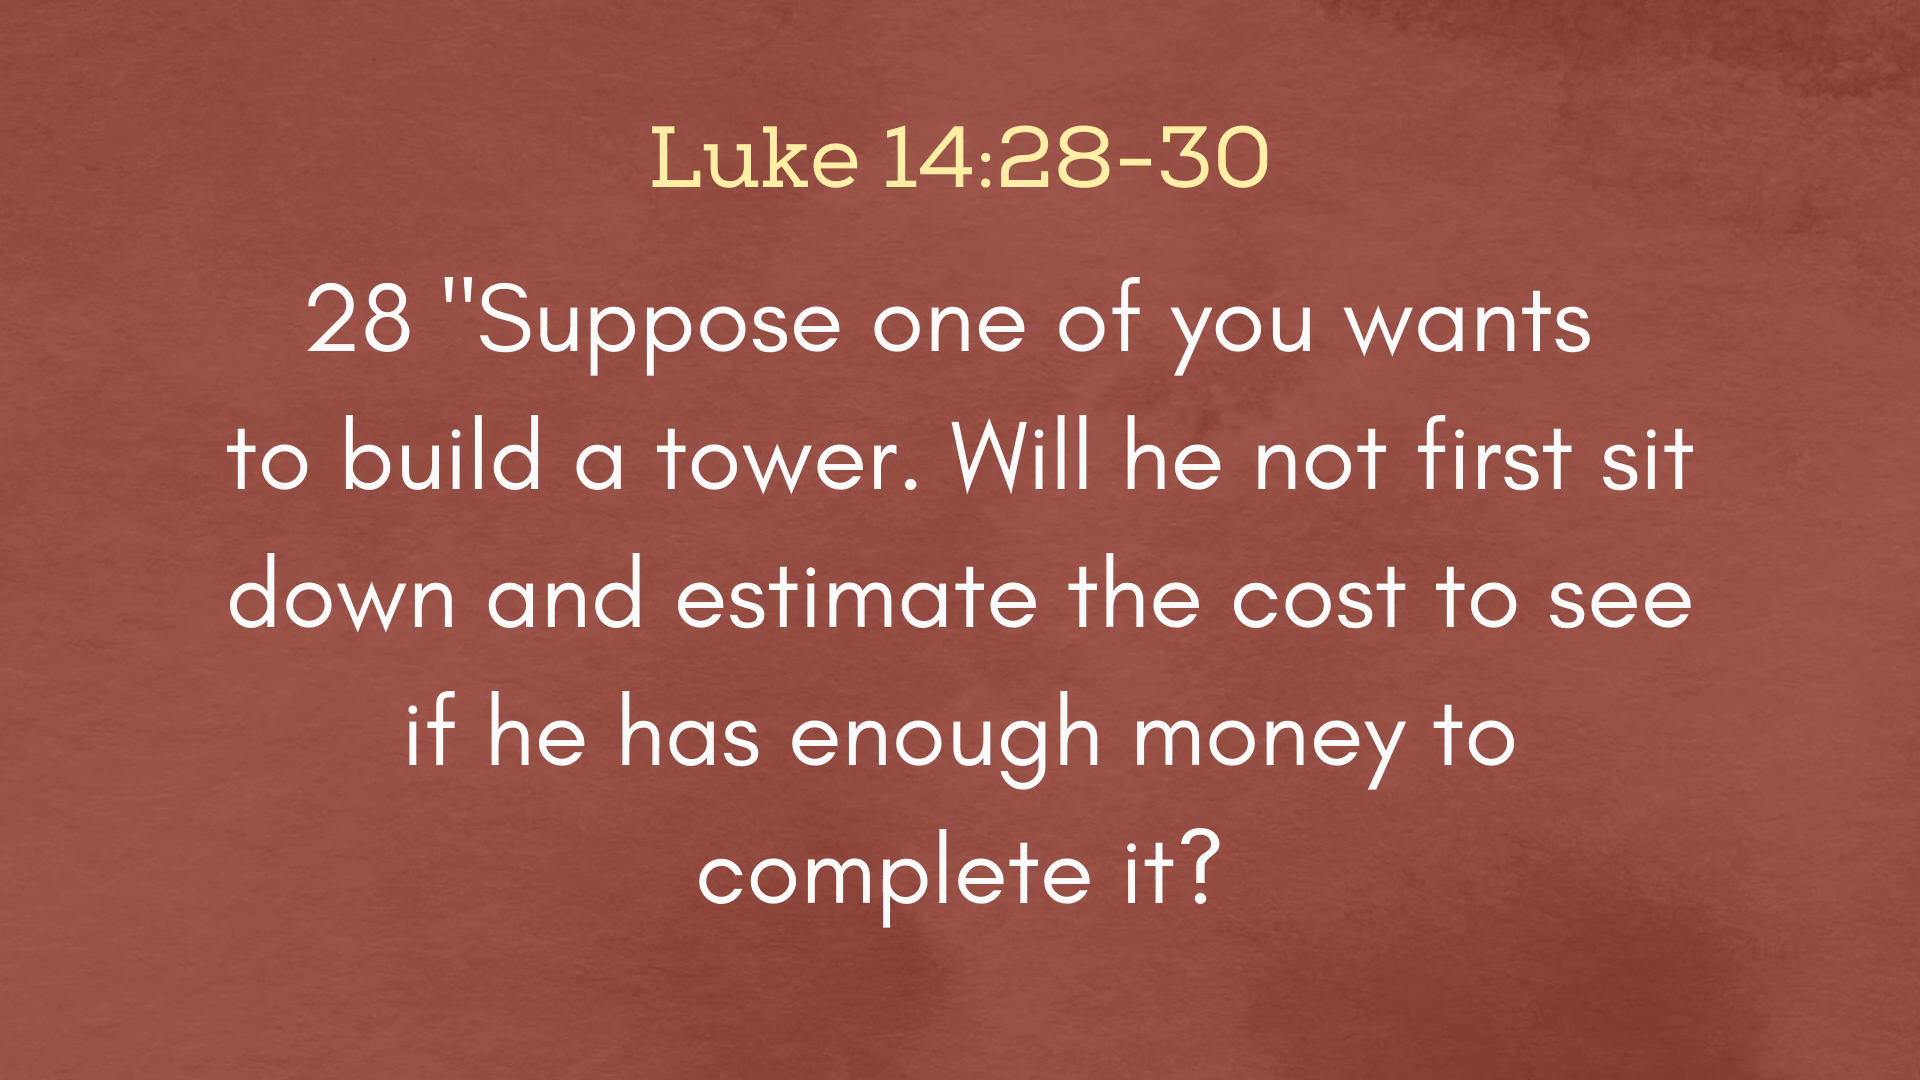 Luke 14:28-30
28 "Suppose one of you wants
to build a tower. Will he not first sit
down and estimate the cost to see
if he has enough money to
complete it?